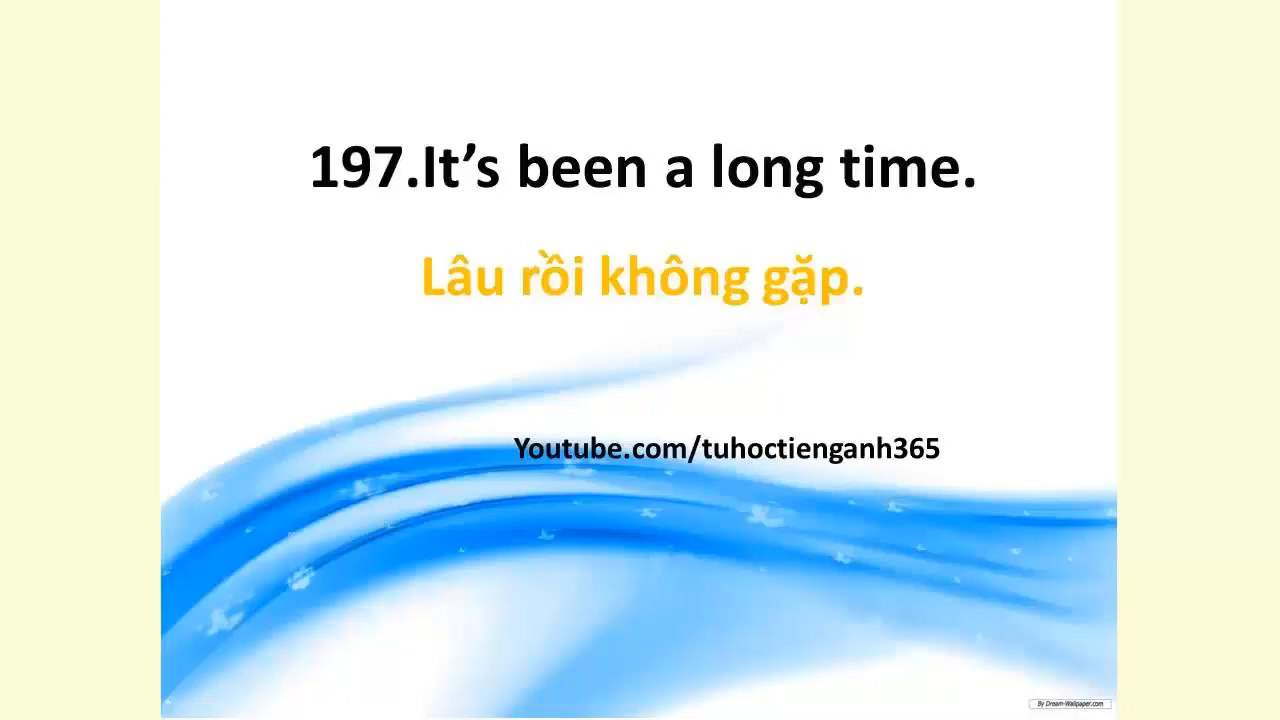 197.It’s been a long time.
Lâu rồi không gặp.
Youtube.com/tuhoctienganh365
By Dream-Wallpaper.com